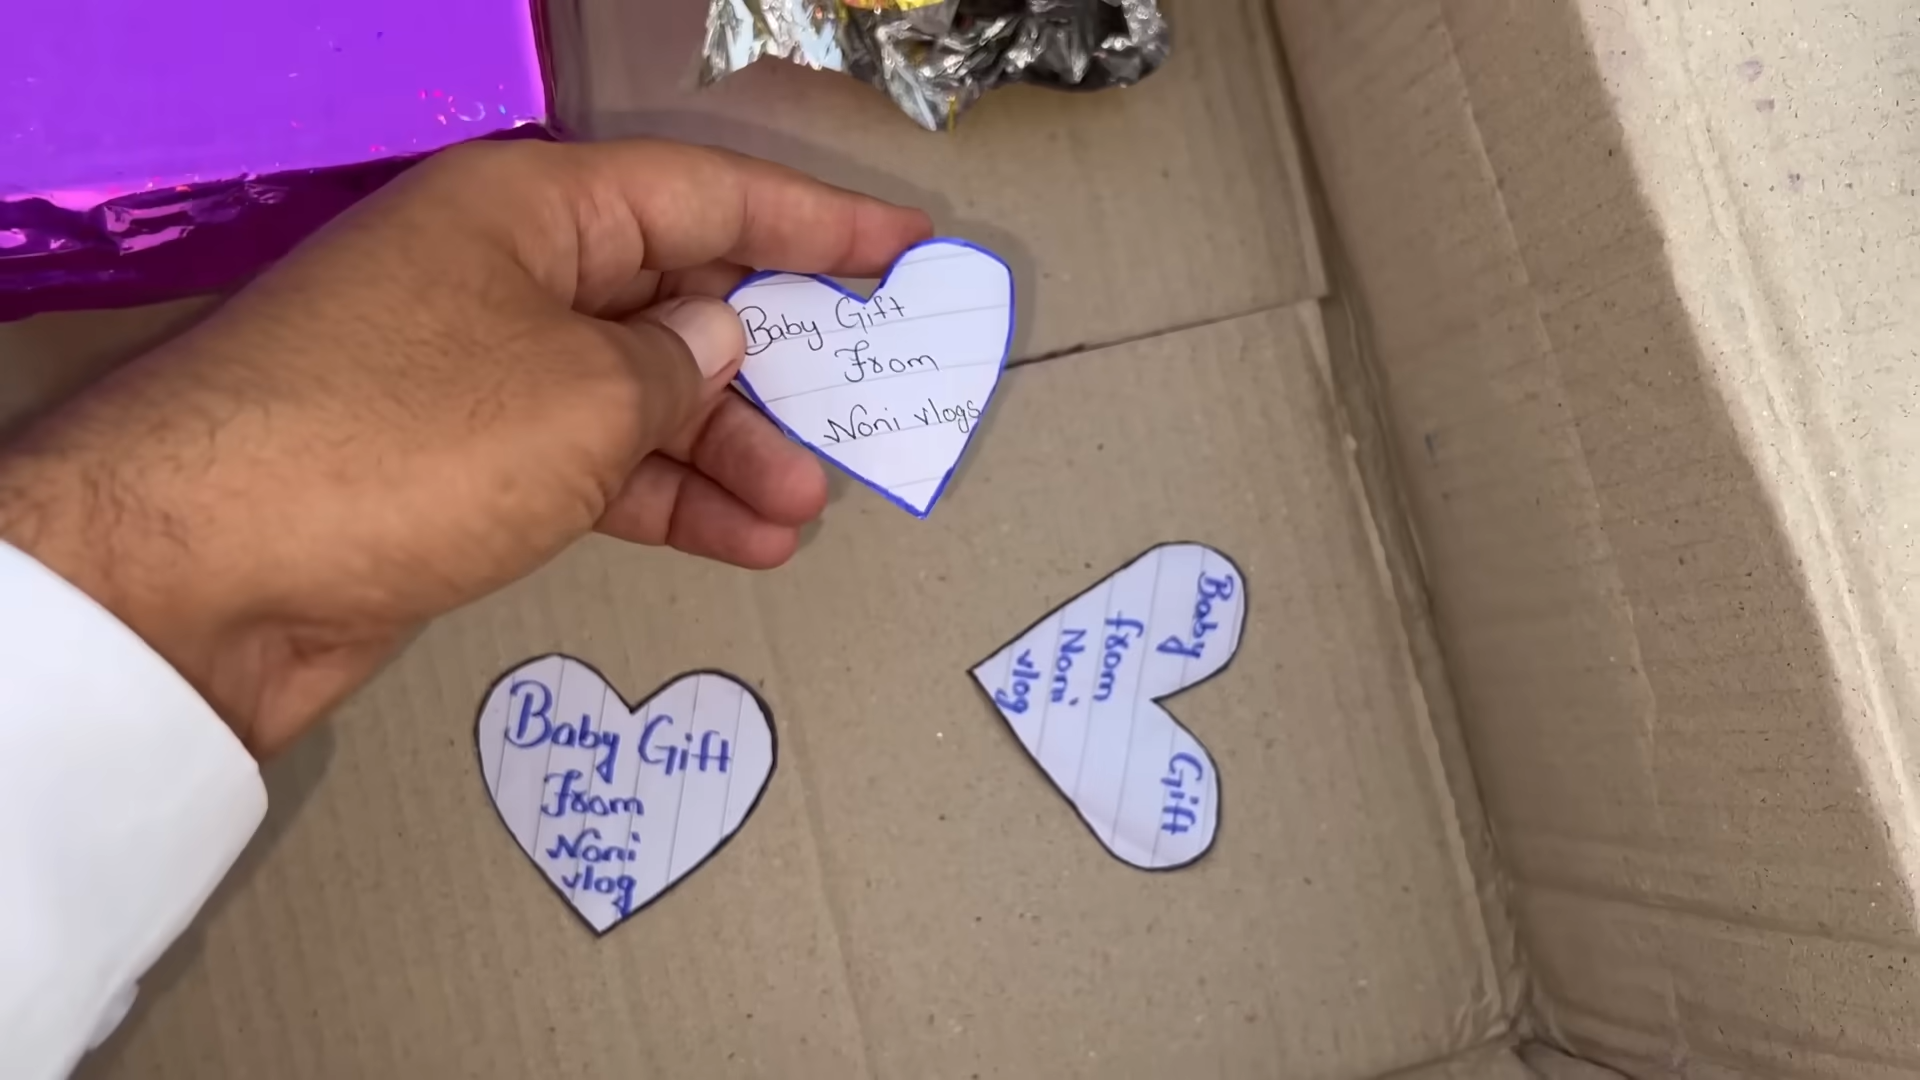 Baby Gift
From
Noni vlogs
Baby Gift
From
Noni
vlog
Baby Gift
from
Noni
vlog